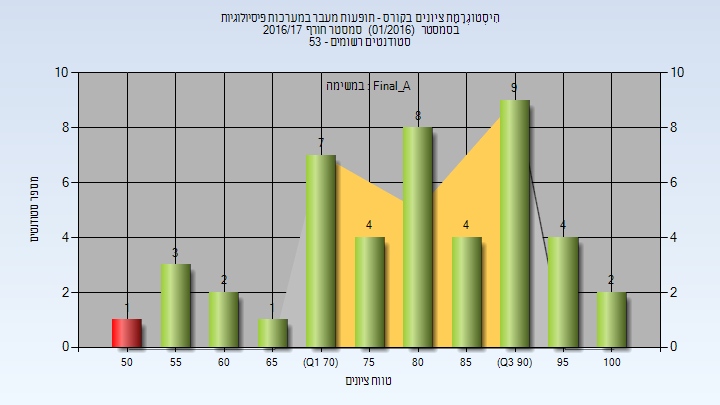 היסטוגרמת ציונים בקורס - תופעות מעבר במערכות פיסיולוגיות
בסמסטר (01/2016) סמסטר חורף 2016/17
סטודנטים רשומים - 53
במשימה : Final_A
מספר סטודנטים
10 10
8 8
6 6
4 4
2 2
0 0
1 3 2 1 7 4 8 4 9 4 2
50 55 60 65 (Q1 70) 75 80 85 (Q3 90) 95 100
טווח ציונים